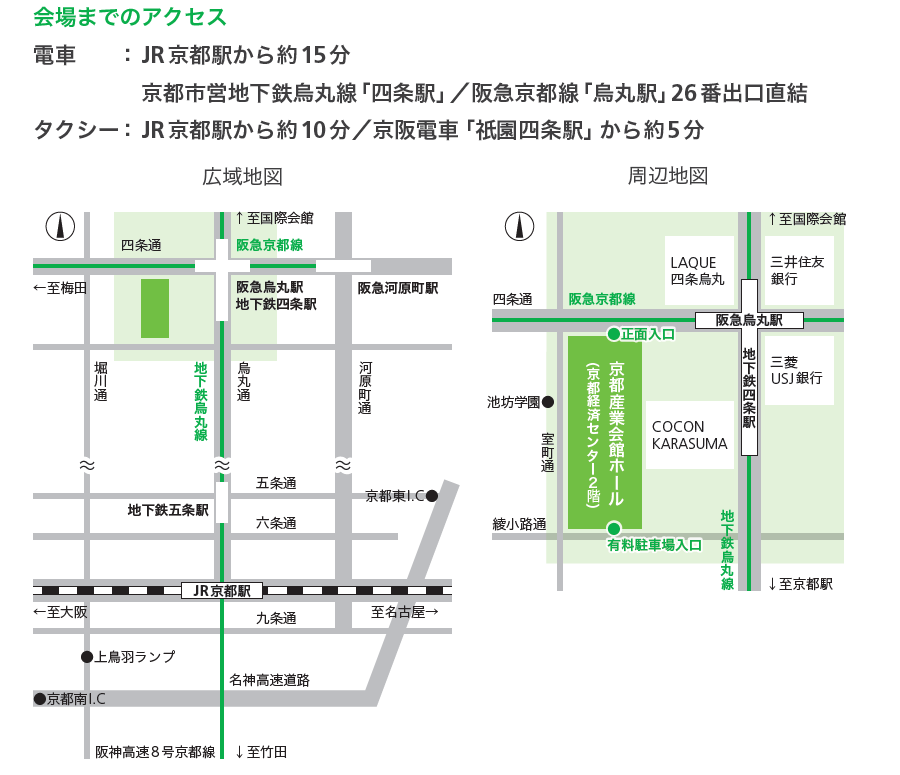 会場までのアクセス
電車　　： JR京都駅から約15分
京都市営地下鉄烏丸線「四条駅」／阪急京都線「烏丸駅」26番出口直結
タクシー： JR京都駅から約10分／京阪電車「祇園四条駅」から約5分
広域地図
↑至国際会館
四条通
阪急京都線
←至梅田
阪急烏丸駅
地下鉄四条駅
阪急河原町駅
堀川通
地下鉄烏丸線
烏丸通
河原町通
≈
≈
≈
五条通
京都東I.C
地下鉄五条駅
六条通
JR京都駅
←至大阪
九条通
至名古屋→
上鳥羽ランプ
名神高速道路
京都南I.C
阪神高速8号京都線
↓至竹田
周辺地図
↑至国際会館
LAQUE
四条烏丸
三井住友
銀行
四条通
阪急京都線
阪急烏丸駅
正面入口
地下鉄四条駅
三菱
USJ銀行
京都産業会館ホール
（京都経済センター2階）
池坊学園
室町通
COCON
KARASUMA
綾小路通
有料駐車場入口
地下鉄烏丸線
↓至京都駅